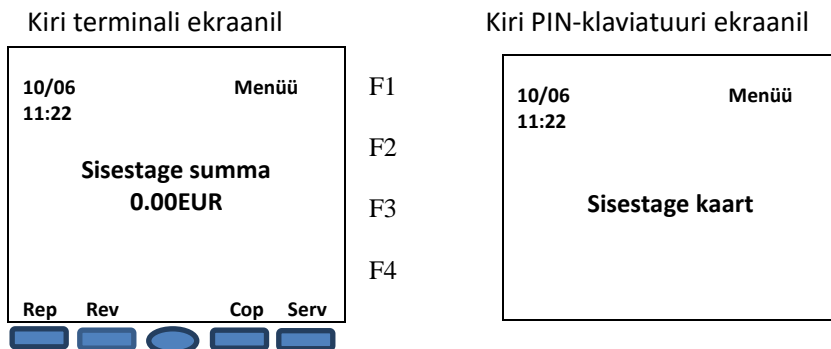 Kiri terminali ekraanil
10/06 Menüü
11:22
Sisestage summa
0.00EUR
Rep Rev Cop Serv
F1
F2
F3
F4
Kiri PIN-klaviatuuri ekraanil
10/06 Menüü
11:22
Sisestage kaart